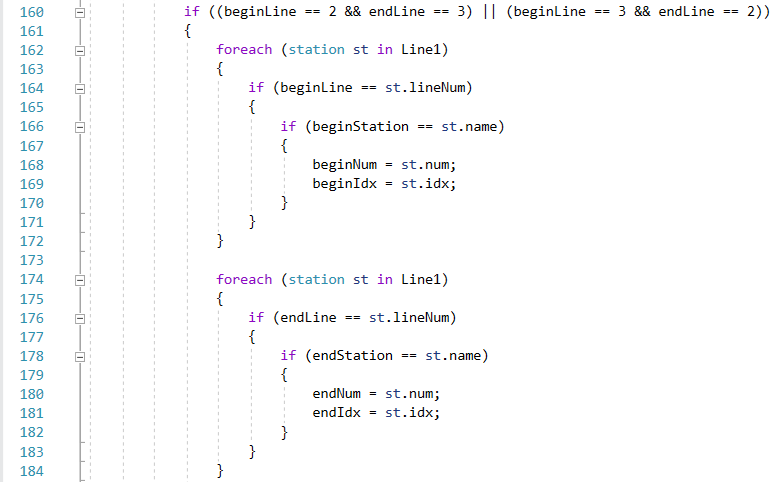 160 if ((beginLine == 2 && endLine == 3) || (beginLine == 3 && endLine == 2))
161 {
162 foreach (station st in Line1)
163 {
164 if (beginLine == st.lineNum)
165 {
166 if (beginStation == st.name)
167 {
168 beginNum = st.num;
169 beginIdx = st.idx;
170 }
171 }
172 }
173
174 foreach (station st in Line1)
175 {
176 if (endLine == st.lineNum)
177 {
178 if (endStation == st.name)
179 {
180 endNum = st.num;
181 endIdx = st.idx;
182 }
183 }
184 }